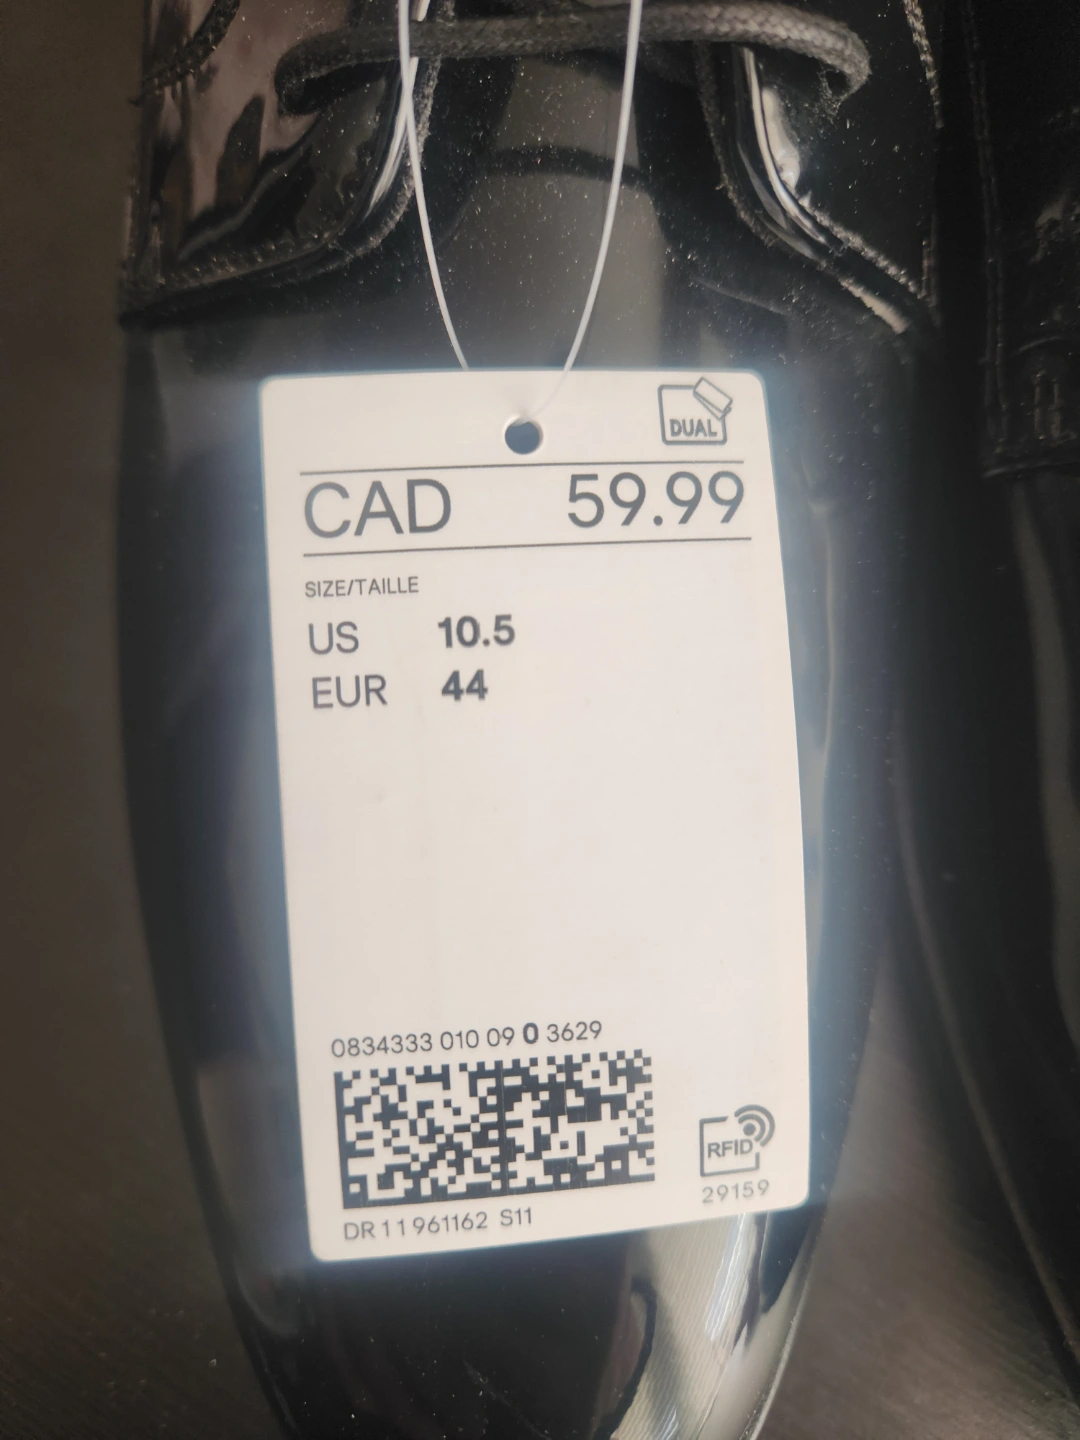 DUAL
CAD 59.99
SIZE/TAILLE
US 10.5
EUR 44
0834333 010 09 0 3629
RFID
29159
DR11961162 S11